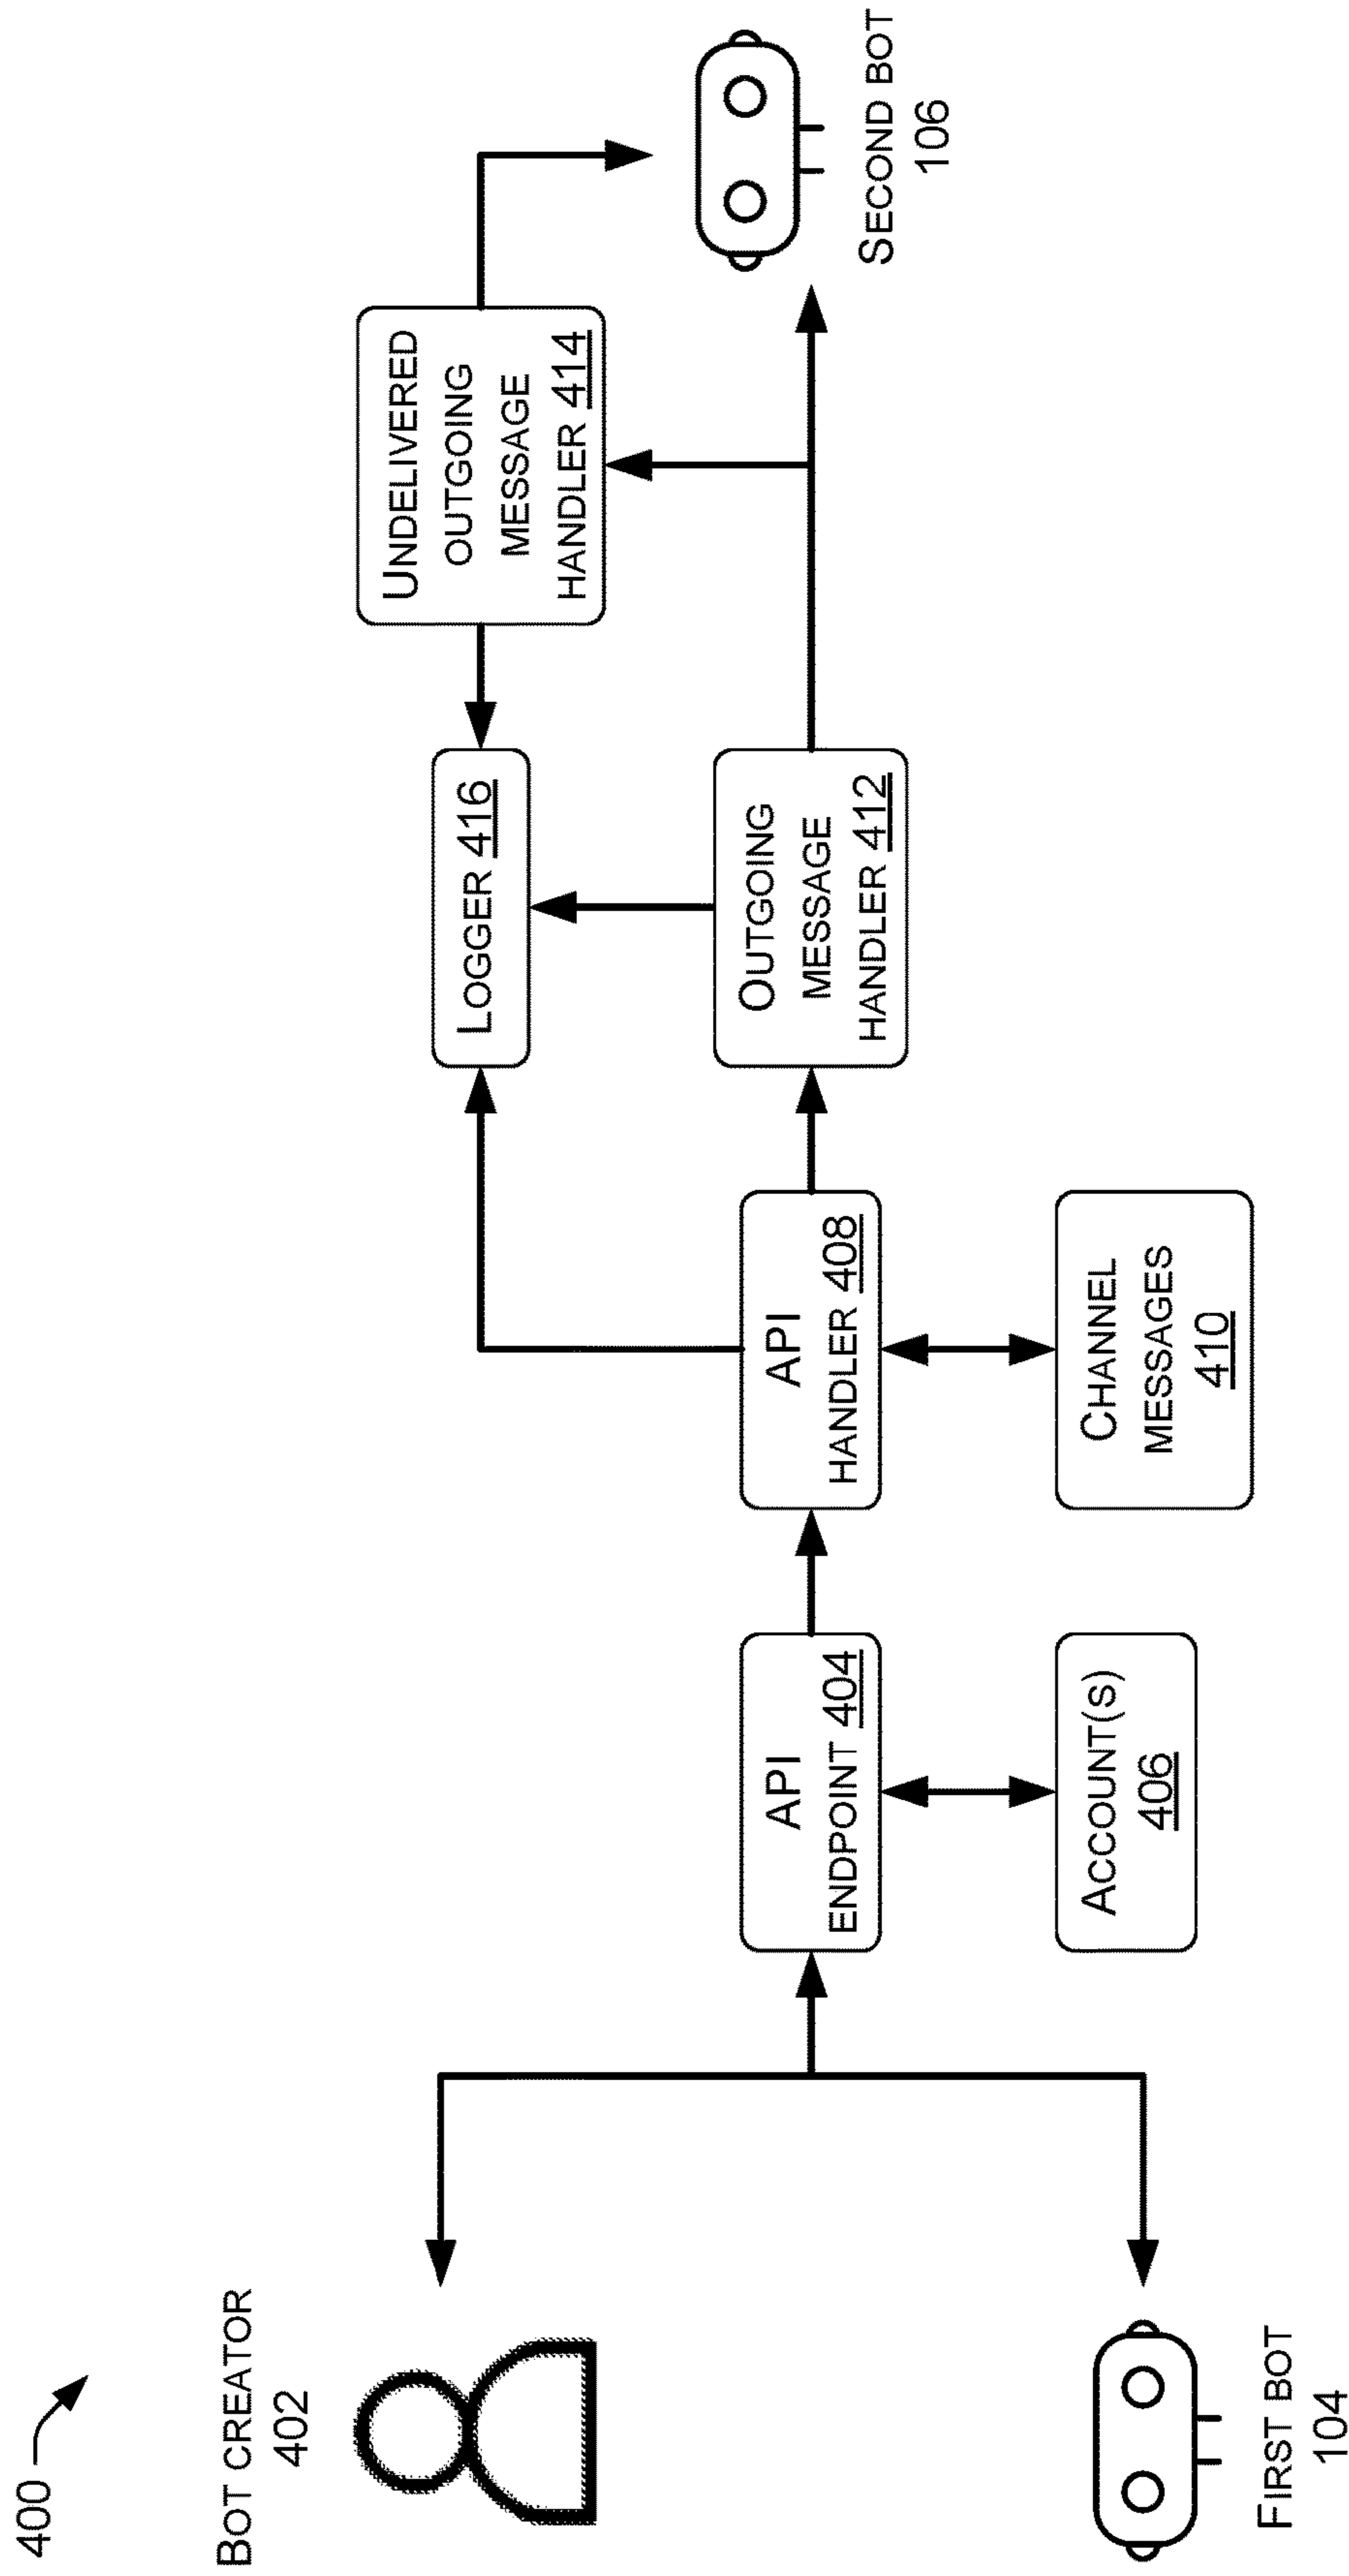 400
BOT CREATOR
402
FIRST BOT
104
API
ENDPOINT 404
ACCOUNT(S)
406
API
HANDLER 408
CHANNEL
MESSAGES
410
LOGGER 416
OUTGOING
MESSAGE
HANDLER 412
UNDELIVERED
OUTGOING
MESSAGE
HANDLER 414
SECOND BOT
106